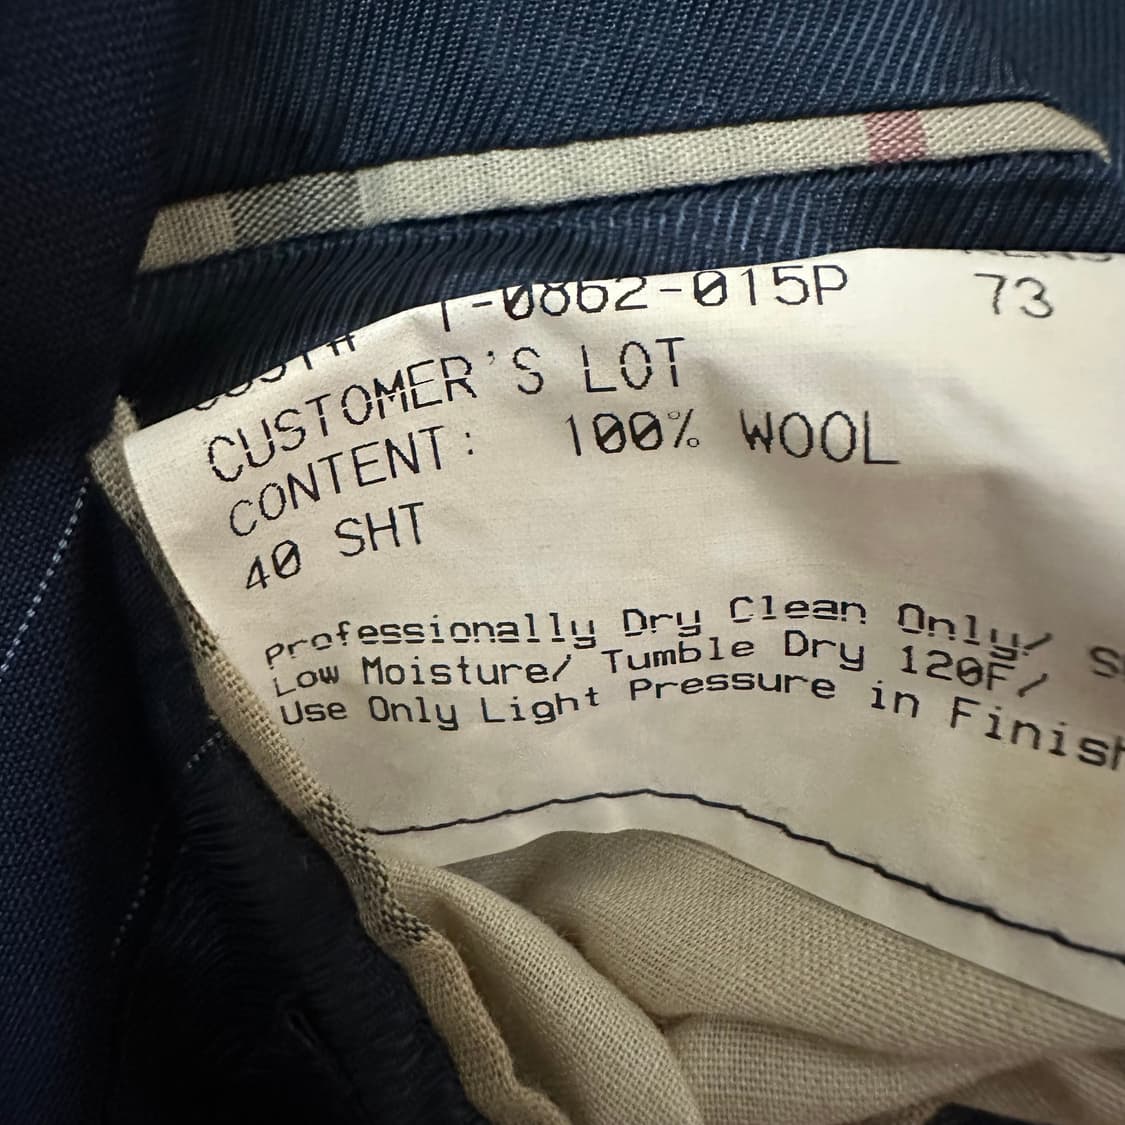 -0862-015P 73
CUSTOMER'S LOT
CONTENT: 100% WOOL
40 SHT
Professionally Dry Clean Only/
Low Moisture/ Tumble Dry 120F/
Use Only Light Pressure in